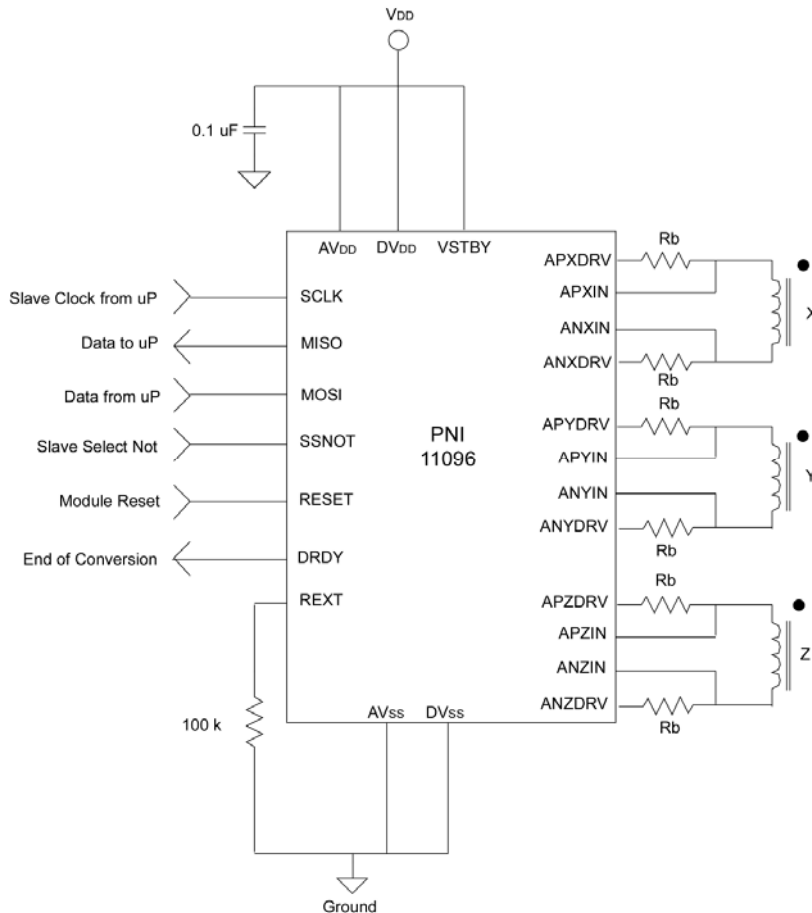 VDD
0.1 uF
AVDD DVDD VSTBY
Slave Clock from uP
Data to uP
Data from uP
Slave Select Not
Module Reset
End of Conversion
SCLK
MISO
MOSI
SSNOT
RESET
DRDY
REXT
PNI
11096
APXDRV
APXIN
ANXIN
ANXDRV
APYDRV
APYIN
ANYIN
ANYDRV
APZDRV
APZIN
ANZIN
ANZDRV
Rb
Rb
Rb
Rb
Rb
Rb
X
Y
Z
100 k
AVSS DVSS
Ground